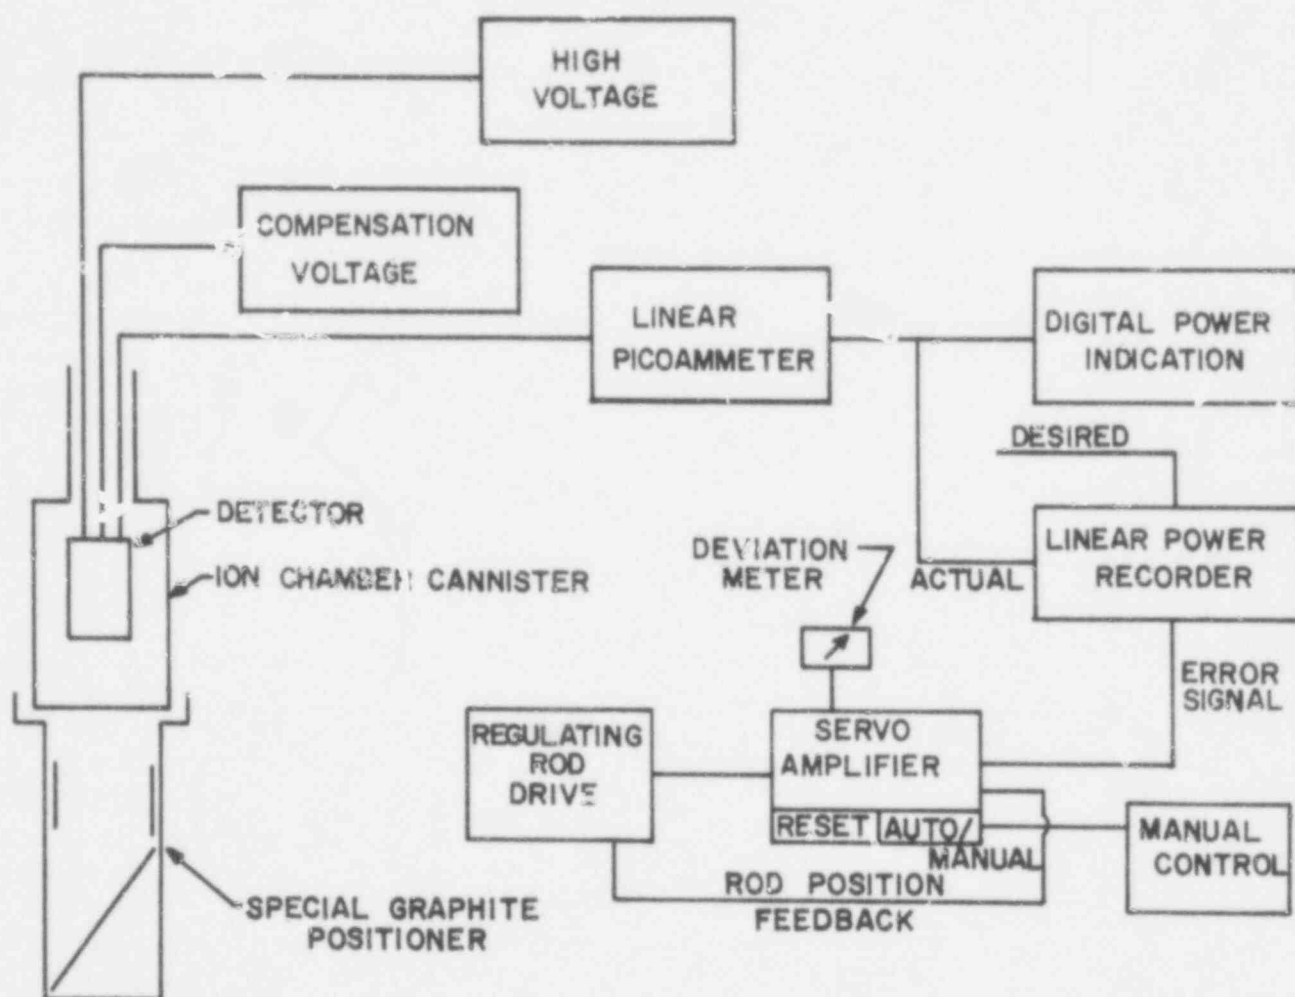 HIGH
VOLTAGE
COMPENSATION
VOLTAGE
LINEAR
PICOAMMETER
DIGITAL POWER
INDICATION
DESIRED
DETECTOR
ION CHAMBER CANNISTER
DEVIATION
METER
ACTUAL
LINEAR POWER
RECORDER
ERROR
SIGNAL
REGULATING
ROD
DRIVE
SERVO
AMPLIFIER
RESET
AUTO/
MANUAL
MANUAL
CONTROL
ROD POSITION
FEEDBACK
SPECIAL GRAPHITE
POSITIONER